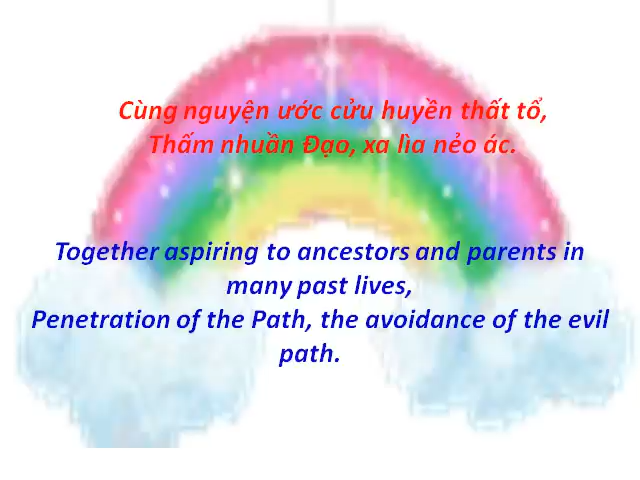 Cùng nguyện ước cửu huyền thất tổ,
Thấm nhuần Đạo, xa lìa nẻo ác.
Together aspiring to ancestors and parents in
many past lives,
Penetration of the Path, the avoidance of the evil
path.